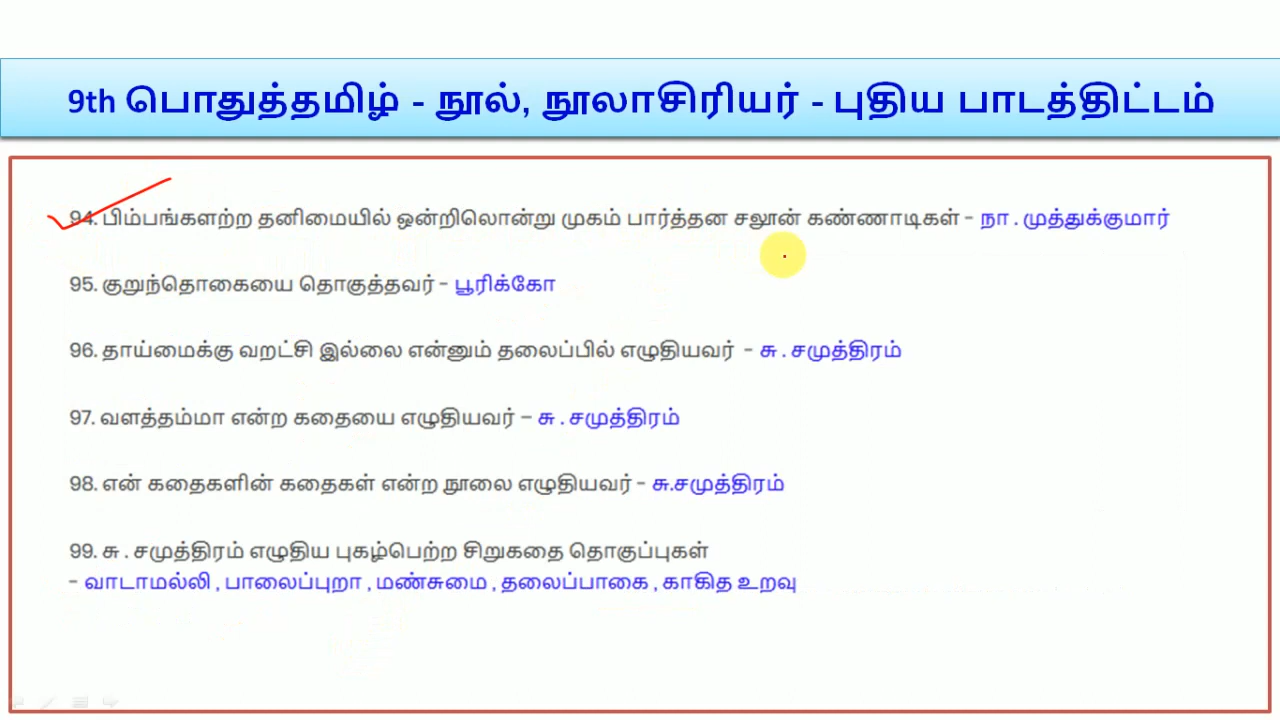 9th பொதுத்தமிழ் - நூல், நூலாசிரியர் - புதிய பாடத்திட்டம்
94. பிம்பங்களற்ற தனிமையில் ஒன்றிலொன்று முகம் பார்த்தன சலூன் கண்ணாடிகள் - நா . முத்துக்குமார்
95. குறுந்தொகையை தொகுத்தவர் - பூரிக்கோ
96. தாய்மைக்கு வறட்சி இல்லை என்னும் தலைப்பில் எழுதியவர் - சு . சமுத்திரம்
97. வளத்தம்மா என்ற கதையை எழுதியவர் – சு . சமுத்திரம்
98. என் கதைகளின் கதைகள் என்ற நூலை எழுதியவர் - சு.சமுத்திரம்
99. சு . சமுத்திரம் எழுதிய புகழ்பெற்ற சிறுகதை தொகுப்புகள்
- வாடாமல்லி , பாலைப்புறா , மண்சுமை , தலைப்பாகை , காகித உறவு